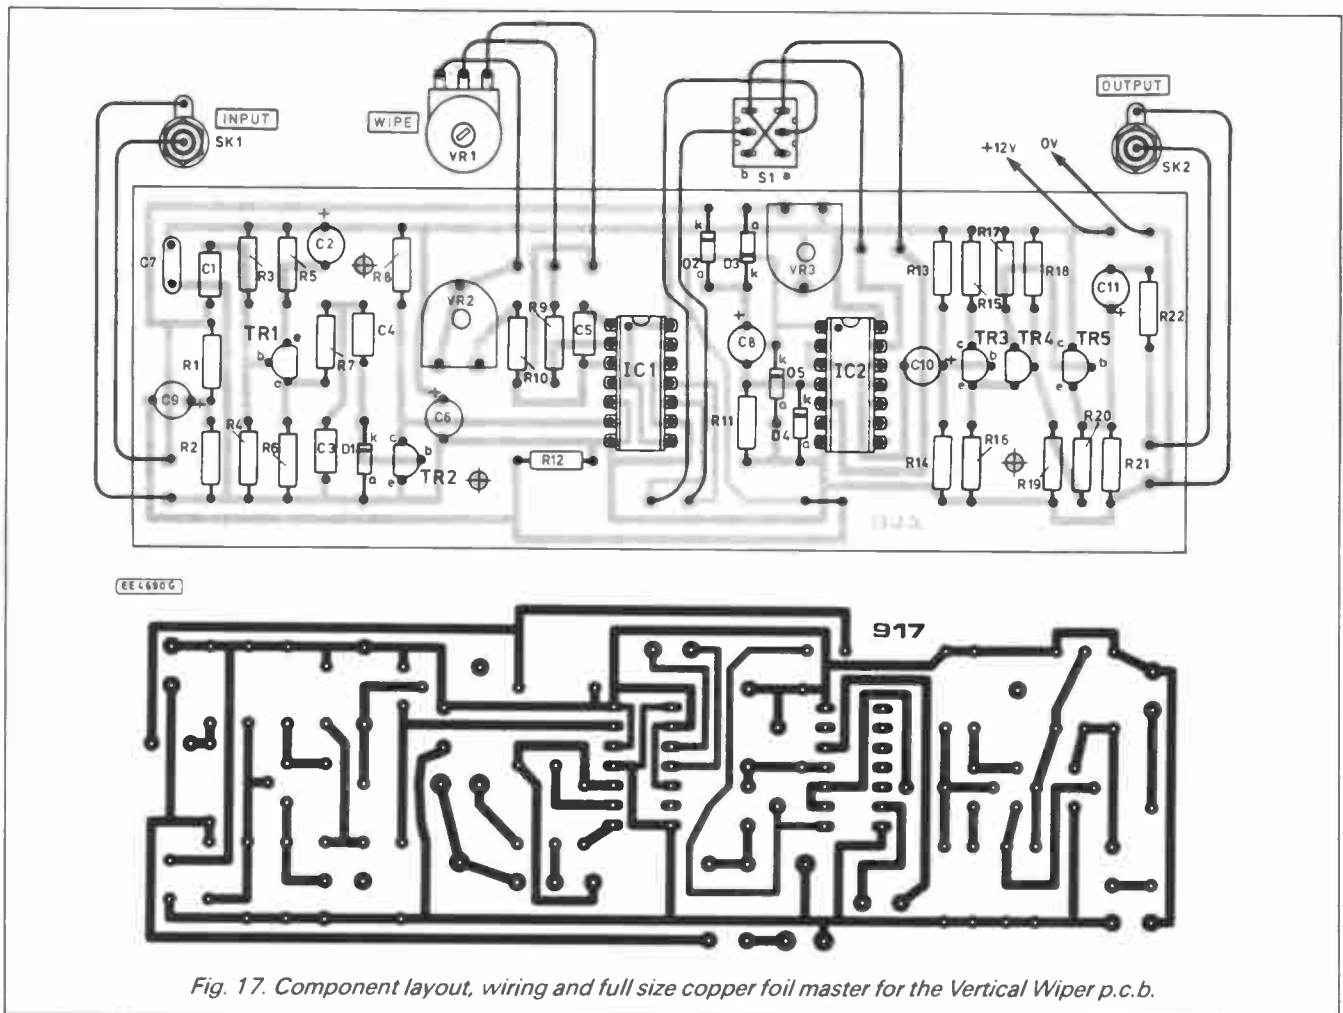 INPUT
SK1
WIPE
VR1
b S1 a
+12V
0V
OUTPUT
SK2
C7
C1
R3
R5
+
C2
R8
VR2
R9
R10
C5
k
D2
a
a
D3
k
VR3
R13
R15
R17
R18
C11
+
R22
R1
TR1
b
c
e
R7
C4
IC1
+
C8
k
D5
a
IC2
C10
+
TR3
c
b
e
TR4
TR5
c
b
e
C9
+
R2
R4
R6
C3
D1
k
a
c
b
e
TR2
+
C6
R12
R11
D4
k
a
R14
R16
R19
R20
R21
EE4690G
917
Fig. 17. Component layout, wiring and full size copper foil master for the Vertical Wiper p.c.b.